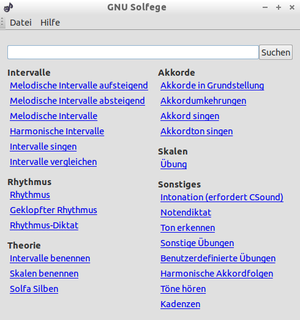 GNU Solfege
Datei Hilfe
Suchen
Intervalle
Melodische Intervalle aufsteigend
Melodische Intervalle absteigend
Melodische Intervalle
Harmonische Intervalle
Intervalle singen
Intervalle vergleichen
Rhythmus
Rhythmus
Geklopfter Rhythmus
Rhythmus-Diktat
Theorie
Intervalle benennen
Skalen benennen
Solfa Silben
Akkorde
Akkorde in Grundstellung
Akkordumkehrungen
Akkord singen
Akkordton singen
Skalen
Übung
Sonstiges
Intonation (erfordert CSound)
Notendiktat
Ton erkennen
Sonstige Übungen
Benutzerdefinierte Übungen
Harmonische Akkordfolgen
Töne hören
Kadenzen